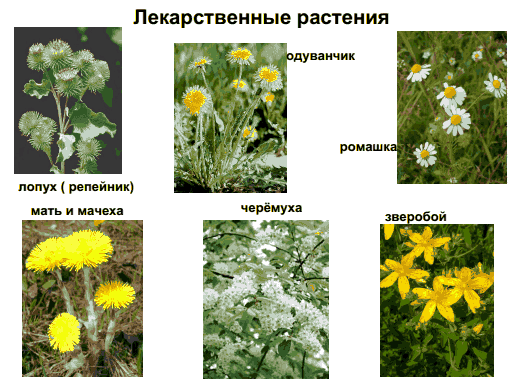 Лекарственные растения
одуванчик
ромашка
лопух ( репейник)
мать и мачеха
черёмуха
зверобой